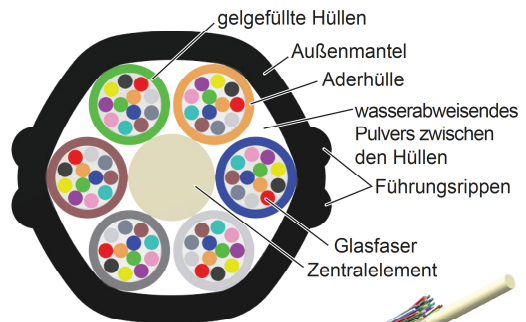 gelgefüllte Hüllen
Außenmantel
Aderhülle
wasserabweisendes
Pulvers zwischen
den Hüllen
Führungsrippen
Glasfaser
Zentralelement